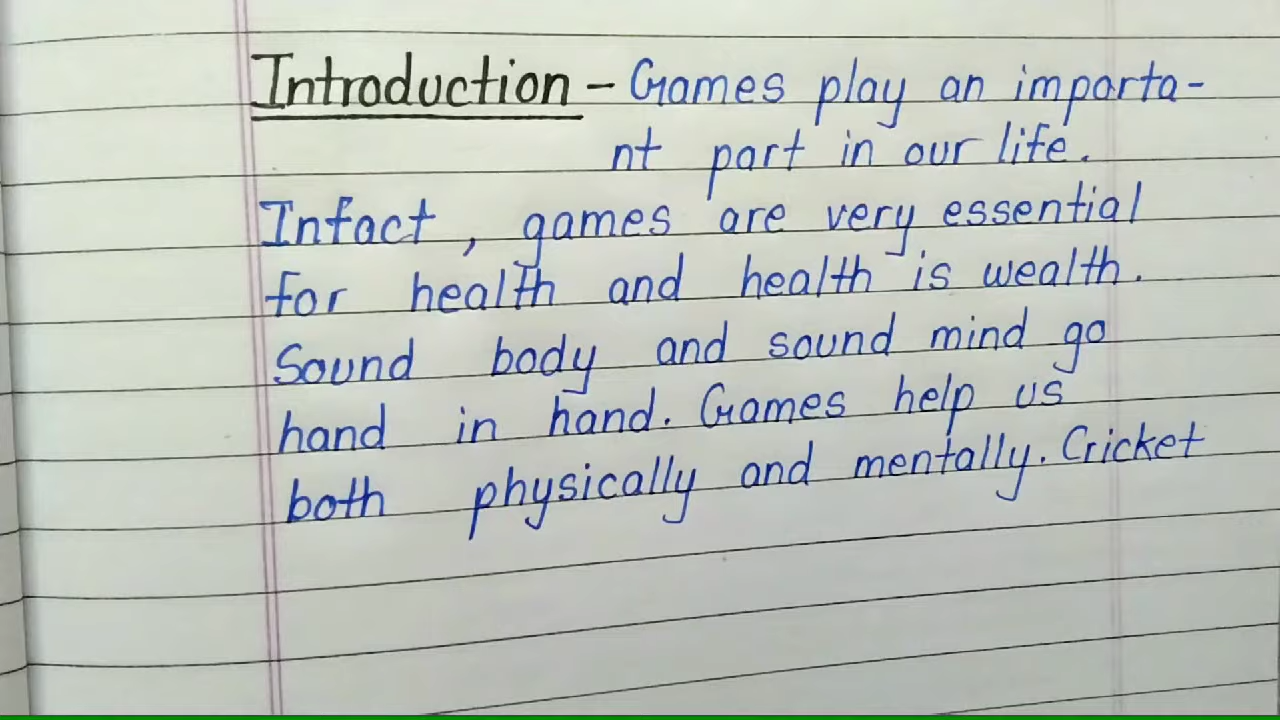 Introduction - Games play an importa-
nt part in our life.
Infact, games are very essential
for health and health is wealth.
Sound body and sound mind go
hand in hand. Games help us
both physically and mentally. Cricket